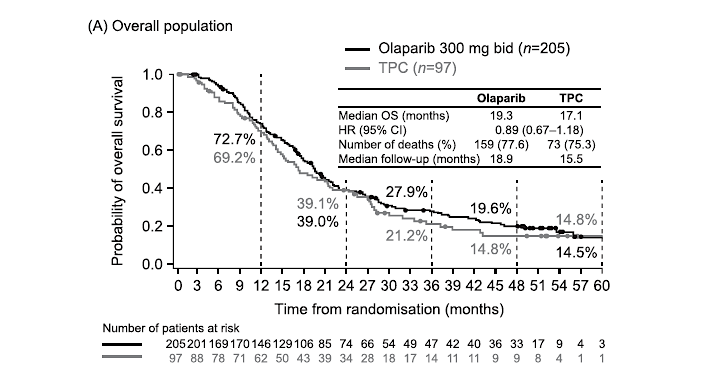 (A) Overall population
Olaparib 300 mg bid (n=205)
TPC (n=97)
Olaparib TPC
Median OS (months) 19.3 17.1
HR (95% CI) 0.89 (0.67–1.18)
Number of deaths (%) 159 (77.6) 73 (75.3)
Median follow-up (months) 18.9 15.5
Probability of overall survival
1.0
0.8
0.6
0.4
0.2
0.0
72.7%
69.2%
39.1%
39.0%
27.9%
21.2%
19.6%
14.8%
14.8%
14.5%
0 3 6 9 12 15 18 21 24 27 30 33 36 39 42 45 48 51 54 57 60
Time from randomisation (months)
Number of patients at risk
205 201 169 170 146 129 106 85 74 66 54 49 47 44 42 40 36 33 17 9 4 3
97 88 78 71 62 50 43 39 34 28 18 17 14 11 11 9 9 8 4 1 1